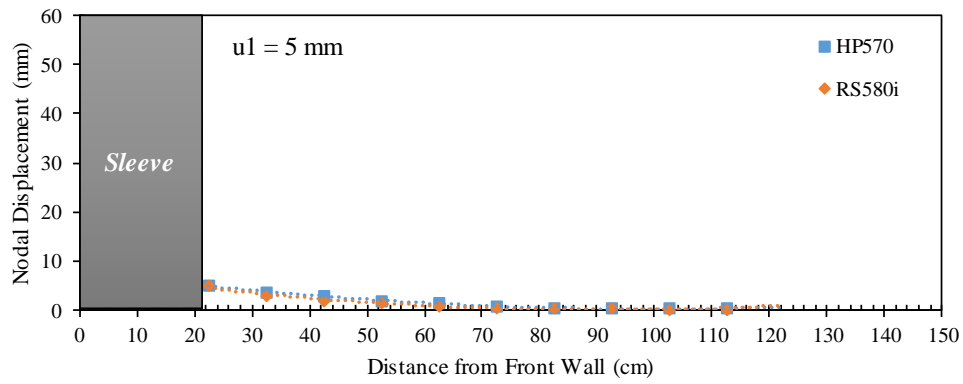 60
50
40
30
20
10
0
Nodal Displacement (mm)
u1 = 5 mm
HP570
RS580i
Sleeve
0 10 20 30 40 50 60 70 80 90 100 110 120 130 140 150
Distance from Front Wall (cm)